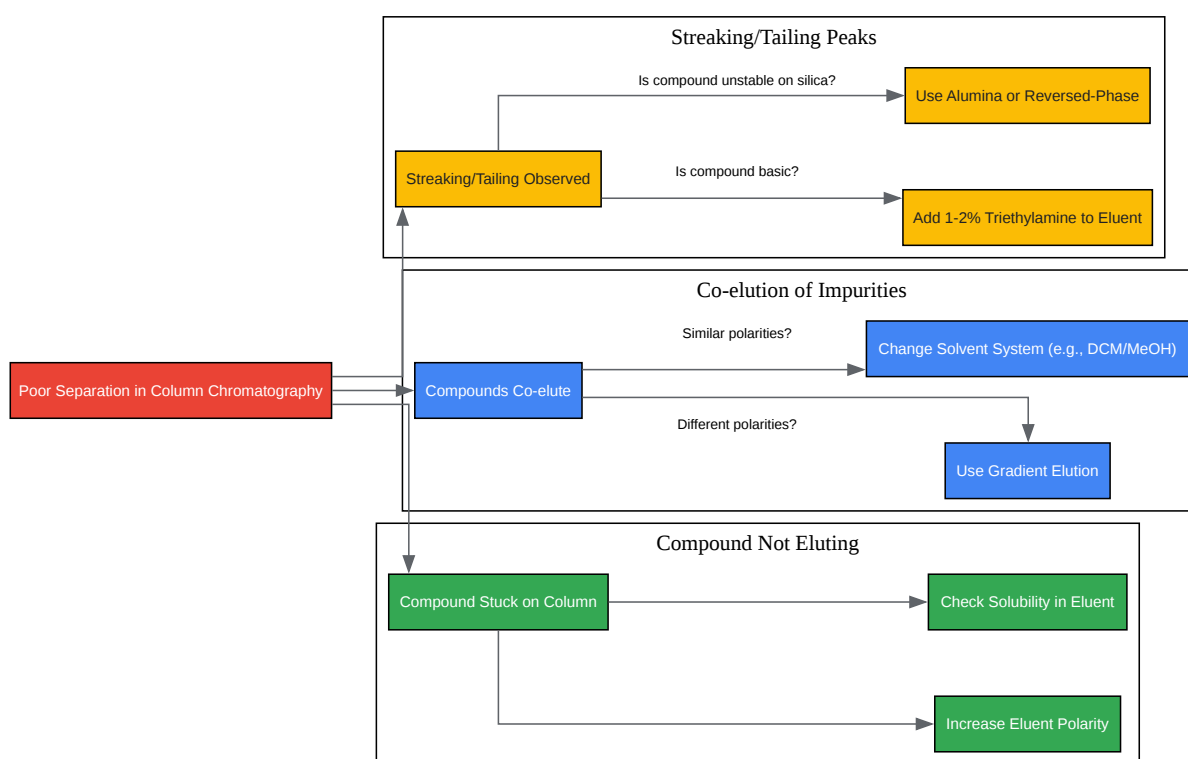 Streaking/Tailing Peaks
Is compound unstable on silica?
Use Alumina or Reversed-Phase
Streaking/Tailing Observed
Is compound basic?
Add 1-2% Triethylamine to Eluent
Co-elution of Impurities
Similar polarities?
Change Solvent System (e.g., DCM/MeOH)
Poor Separation in Column Chromatography
Compounds Co-elute
Different polarities?
Use Gradient Elution
Compound Not Eluting
Compound Stuck on Column
Check Solubility in Eluent
Increase Eluent Polarity